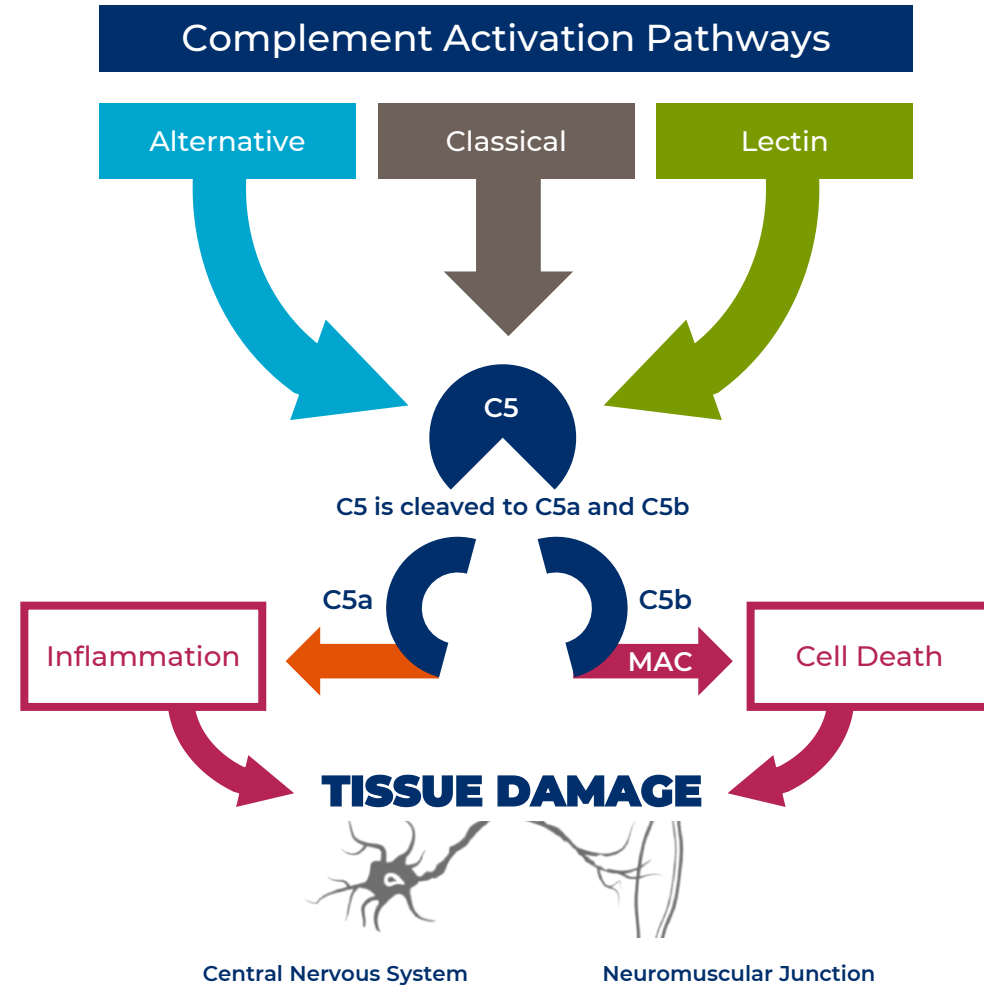 Complement Activation Pathways
Alternative
Classical
Lectin
C5
C5 is cleaved to C5a and C5b
C5a
C5b
Inflammation
MAC
Cell Death
TISSUE DAMAGE
Central Nervous System
Neuromuscular Junction